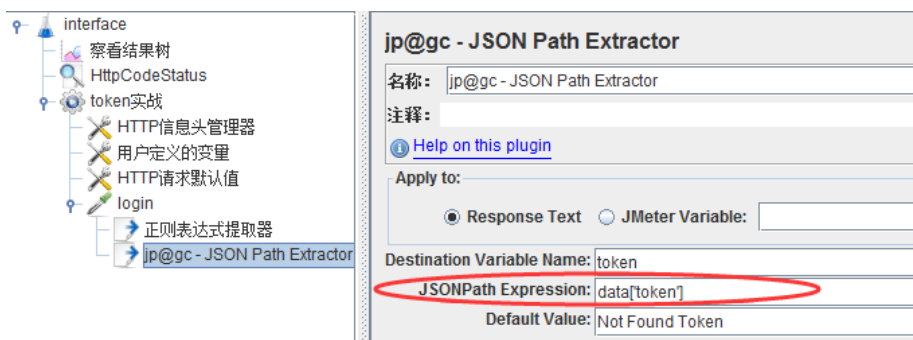 interface
察看结果树
HttpCodeStatus
token实战
HTTP信息头管理器
用户定义的变量
HTTP请求默认值
login
正则表达式提取器
jp@gc - JSON Path Extractor
jp@gc - JSON Path Extractor
名称： jp@gc - JSON Path Extractor
注释：
Help on this plugin
Apply to:
Response Text JMeter Variable:
Destination Variable Name: token
JSONPath Expression: data['token']
Default Value: Not Found Token